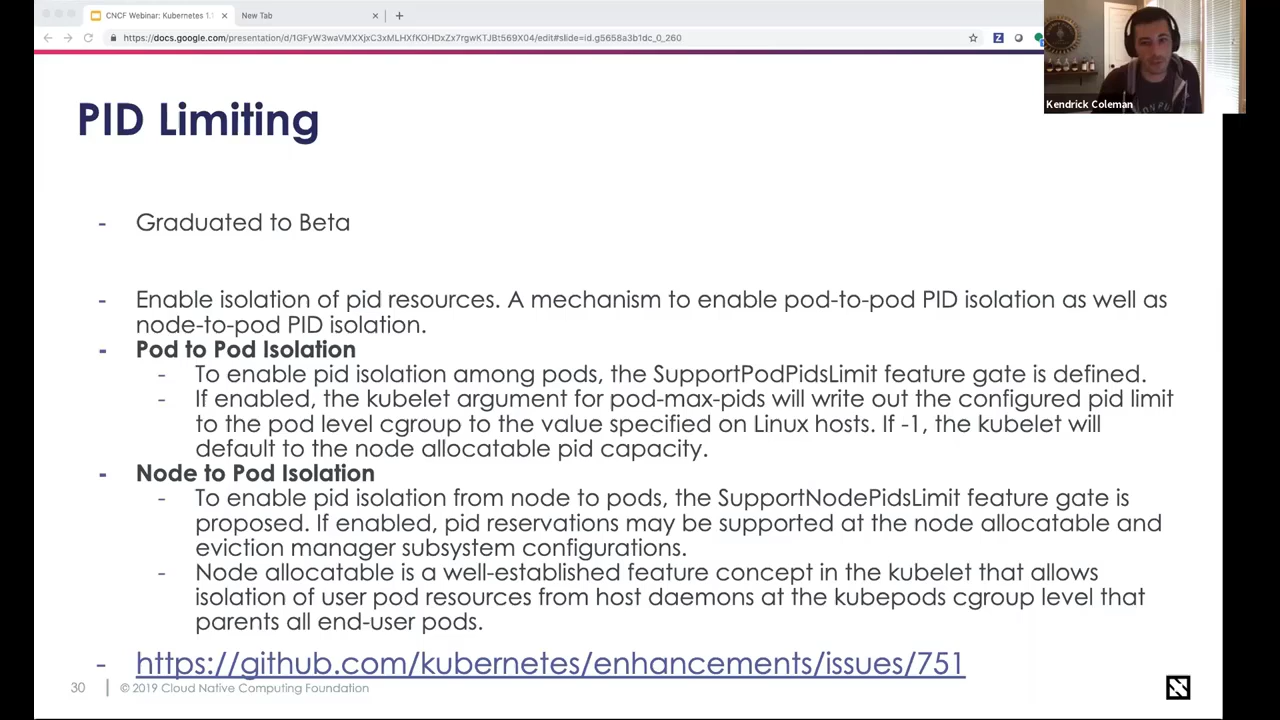 CNCF Webinar: Kubernetes 1.
New Tab
https://docs.google.com/presentation/d/1GFyW3waVMXXjxC3xMLHXfKOHDxZx7rgwKTJBt569X04/edit#slide=id.g5658a3b1dc_0_260
Kendrick Coleman
PID Limiting
- Graduated to Beta
- Enable isolation of pid resources. A mechanism to enable pod-to-pod PID isolation as well as
node-to-pod PID isolation.
- Pod to Pod Isolation
- To enable pid isolation among pods, the SupportPodPidsLimit feature gate is defined.
- If enabled, the kubelet argument for pod-max-pids will write out the configured pid limit
to the pod level cgroup to the value specified on Linux hosts. If -1, the kubelet will
default to the node allocatable pid capacity.
- Node to Pod Isolation
- To enable pid isolation from node to pods, the SupportNodePidsLimit feature gate is
proposed. If enabled, pid reservations may be supported at the node allocatable and
eviction manager subsystem configurations.
- Node allocatable is a well-established feature concept in the kubelet that allows
isolation of user pod resources from host daemons at the kubepods cgroup level that
parents all end-user pods.
- https://github.com/kubernetes/enhancements/issues/751
30 | © 2019 Cloud Native Computing Foundation